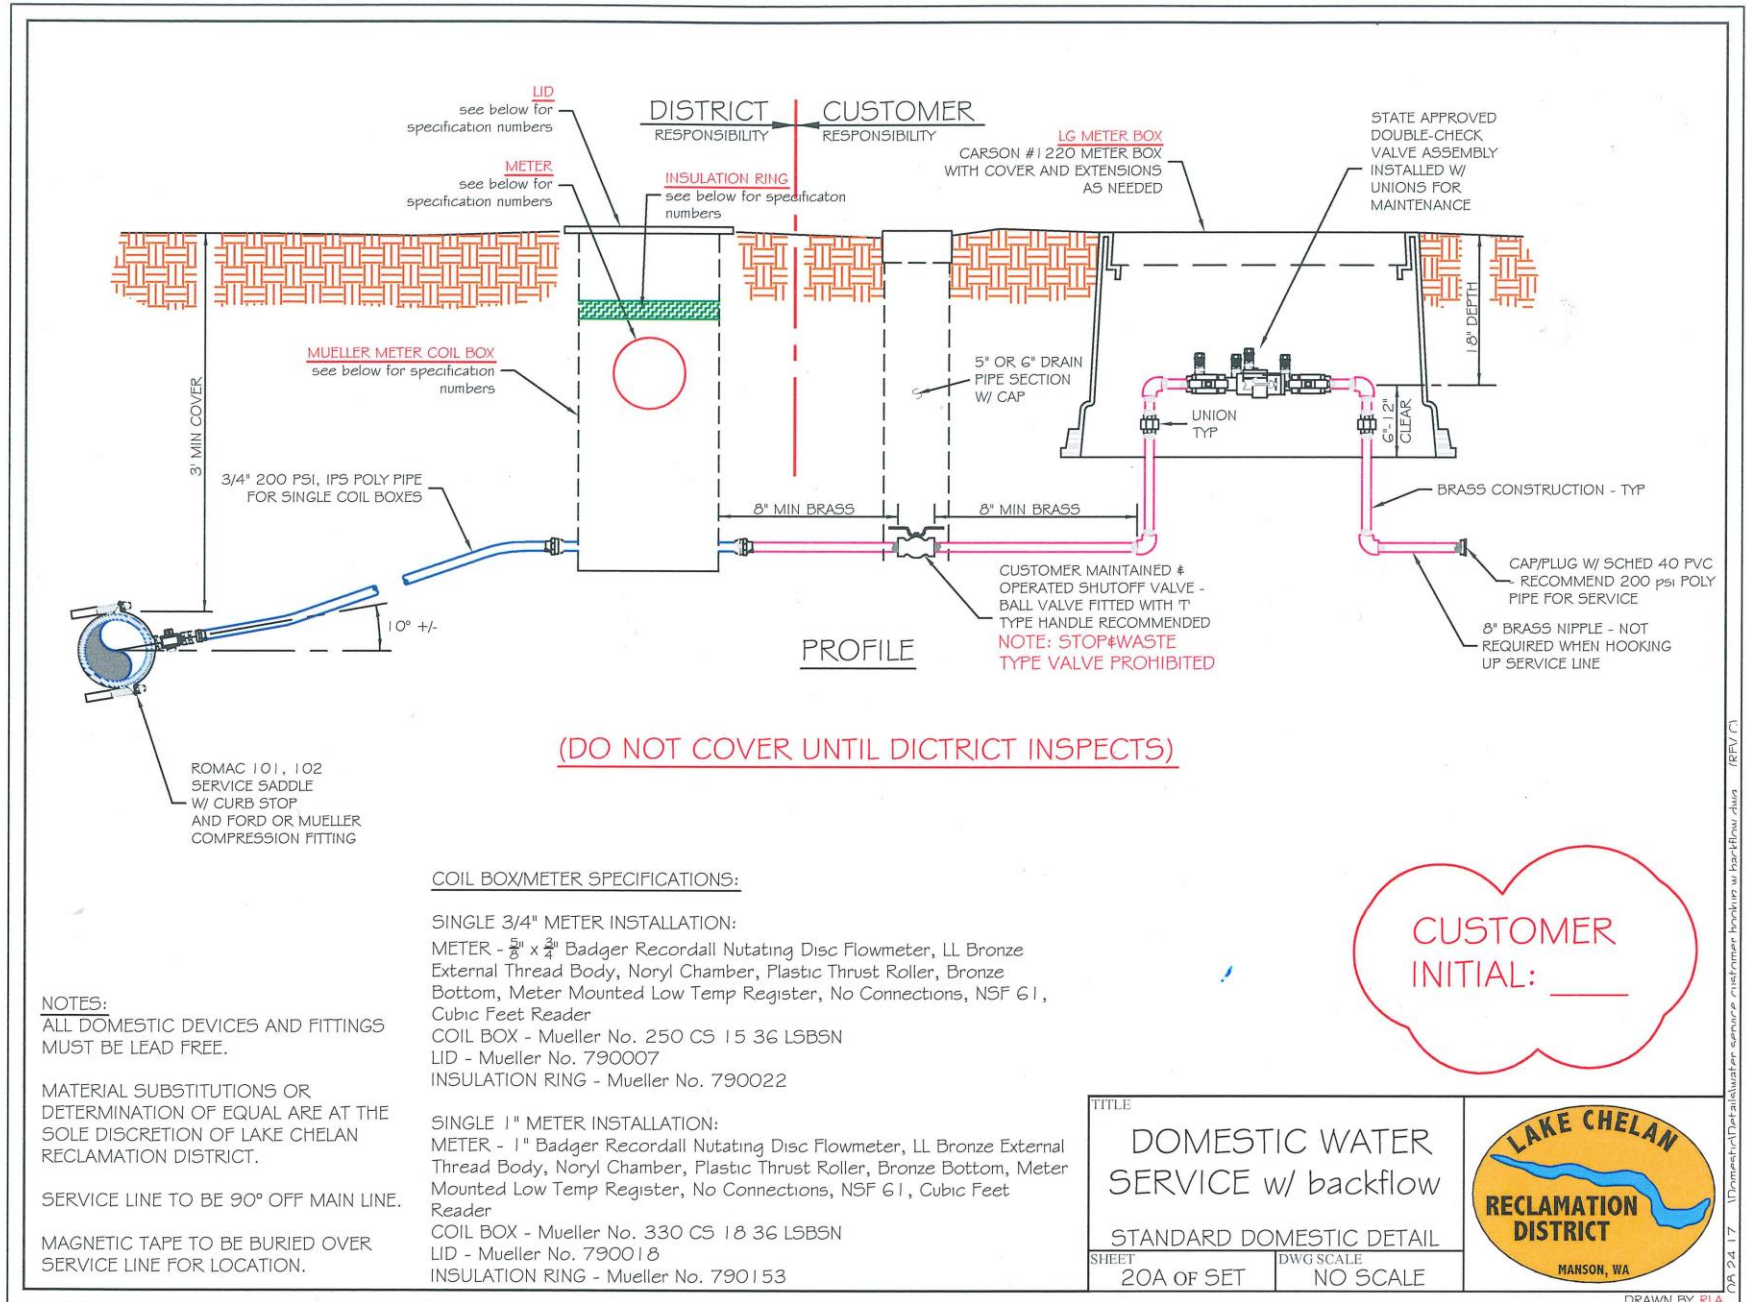 LID
see below for
specification numbers
DISTRICT
RESPONSIBILITY
CUSTOMER
RESPONSIBILITY
METER
see below for
specification numbers
INSULATION RING
see below for specificaton
numbers
LG METER BOX
CARSON #1220 METER BOX
WITH COVER AND EXTENSIONS
AS NEEDED
STATE APPROVED
DOUBLE-CHECK
VALVE ASSEMBLY
INSTALLED W/
UNIONS FOR
MAINTENANCE
MUELLER METER COIL BOX
see below for specification
numbers
3' MIN COVER
5" OR 6" DRAIN
PIPE SECTION
W/ CAP
18" DEPTH
UNION
TYP
6"-12"
CLEAR
3/4" 200 PSI, IPS POLY PIPE
FOR SINGLE COIL BOXES
8" MIN BRASS
8" MIN BRASS
BRASS CONSTRUCTION - TYP
10° +/-
CUSTOMER MAINTAINED &
OPERATED SHUTOFF VALVE -
BALL VALVE FITTED WITH 'T'
TYPE HANDLE RECOMMENDED
NOTE: STOP&WASTE
TYPE VALVE PROHIBITED
CAP/PLUG W/ SCHED 40 PVC
- RECOMMEND 200 psi POLY
PIPE FOR SERVICE
8" BRASS NIPPLE - NOT
REQUIRED WHEN HOOKING
UP SERVICE LINE
PROFILE
(DO NOT COVER UNTIL DICTRICT INSPECTS)
ROMAC 101, 102
SERVICE SADDLE
W/ CURB STOP
AND FORD OR MUELLER
COMPRESSION FITTING
COIL BOX/METER SPECIFICATIONS:
SINGLE 3/4" METER INSTALLATION:
METER - 5/8" x 3/4" Badger Recordall Nutating Disc Flowmeter, LL Bronze
External Thread Body, Noryl Chamber, Plastic Thrust Roller, Bronze
Bottom, Meter Mounted Low Temp Register, No Connections, NSF 61,
Cubic Feet Reader
COIL BOX - Mueller No. 250 CS 15 36 LSBSN
LID - Mueller No. 790007
INSULATION RING - Mueller No. 790022
SINGLE 1" METER INSTALLATION:
METER - 1" Badger Recordall Nutating Disc Flowmeter, LL Bronze External
Thread Body, Noryl Chamber, Plastic Thrust Roller, Bronze Bottom, Meter
Mounted Low Temp Register, No Connections, NSF 61, Cubic Feet
Reader
COIL BOX - Mueller No. 330 CS 18 36 LSBSN
LID - Mueller No. 790018
INSULATION RING - Mueller No. 790153
NOTES:
ALL DOMESTIC DEVICES AND FITTINGS
MUST BE LEAD FREE.
MATERIAL SUBSTITUTIONS OR
DETERMINATION OF EQUAL ARE AT THE
SOLE DISCRETION OF LAKE CHELAN
RECLAMATION DISTRICT.
SERVICE LINE TO BE 90° OFF MAIN LINE.
MAGNETIC TAPE TO BE BURIED OVER
SERVICE LINE FOR LOCATION.
CUSTOMER
INITIAL: ___
TITLE
DOMESTIC WATER
SERVICE w/ backflow
STANDARD DOMESTIC DETAIL
SHEET
20A OF SET
DWG SCALE
NO SCALE
LAKE CHELAN
RECLAMATION
DISTRICT
MANSON, WA
08 24 17 \Domestic\Details\water service customer hookup w backflow.dwg (REV C)
DRAWN BY RLA